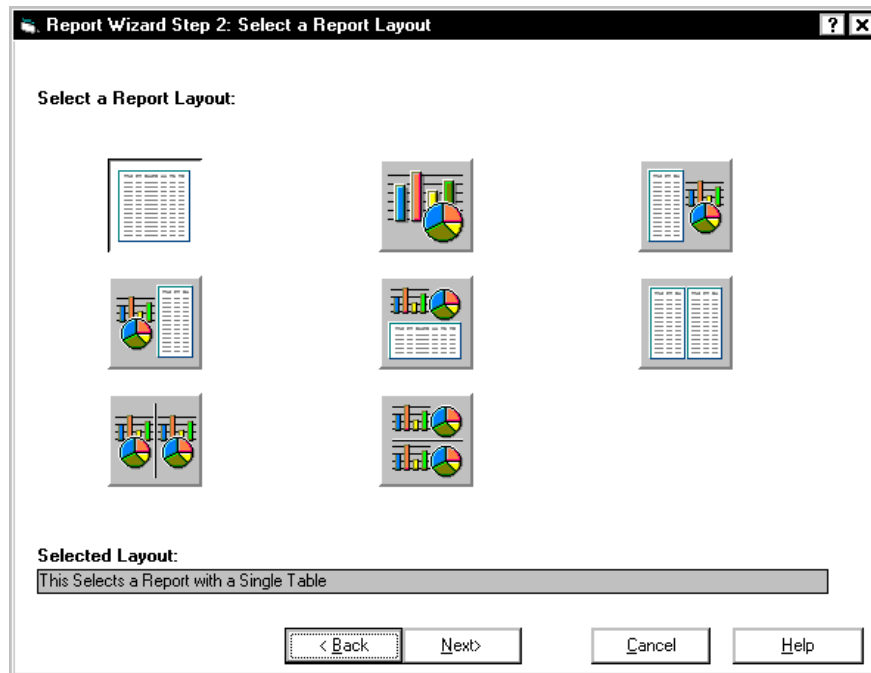 Report Wizard Step 2: Select a Report Layout
Select a Report Layout:
Selected Layout:
This Selects a Report with a Single Table
< Back
Next>
Cancel
Help